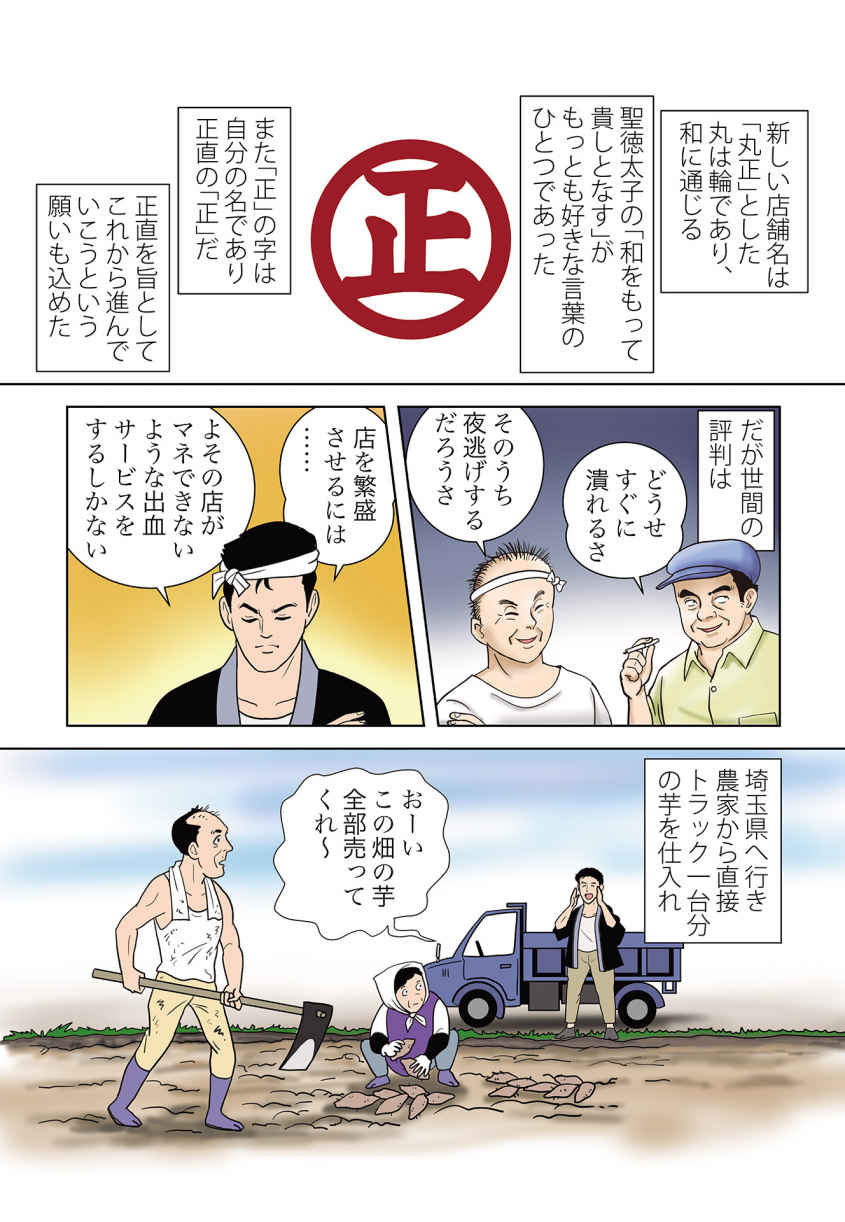 新しい店舗名は
「丸正」とした
丸は輪であり、
和に通じる
聖徳太子の「和をもって
貴しとなす」が
もっとも好きな言葉の
ひとつであった
正
また「正」の字は
自分の名であり
正直の「正」だ
正直を旨として
これから進んで
いこうという
願いも込めた
だが世間の
評判は
どうせ
すぐに
潰れるさ
そのうち
夜逃げする
だろうさ
店を繁盛
させるには
……
よその店が
マネできない
ような出血
サービスを
するしかない
埼玉県へ行き
農家から直接
トラック一台分
の芋を仕入れ
おーい
この畑の芋
全部売って
くれ〜